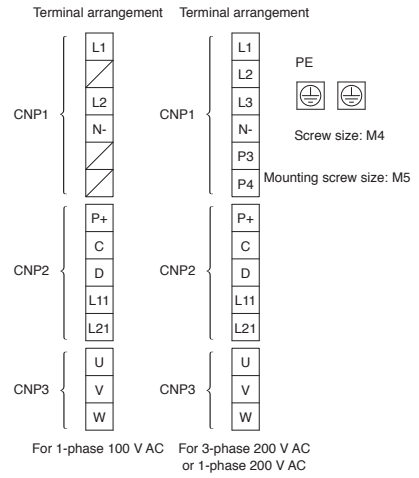 Terminal arrangement
CNP1
L1
L2
N-
CNP2
P+
C
D
L11
L21
CNP3
U
V
W
For 1-phase 100 V AC
Terminal arrangement
CNP1
L1
L2
L3
N-
P3
P4
CNP2
P+
C
D
L11
L21
CNP3
U
V
W
For 3-phase 200 V AC
or 1-phase 200 V AC
PE
Screw size: M4
Mounting screw size: M5